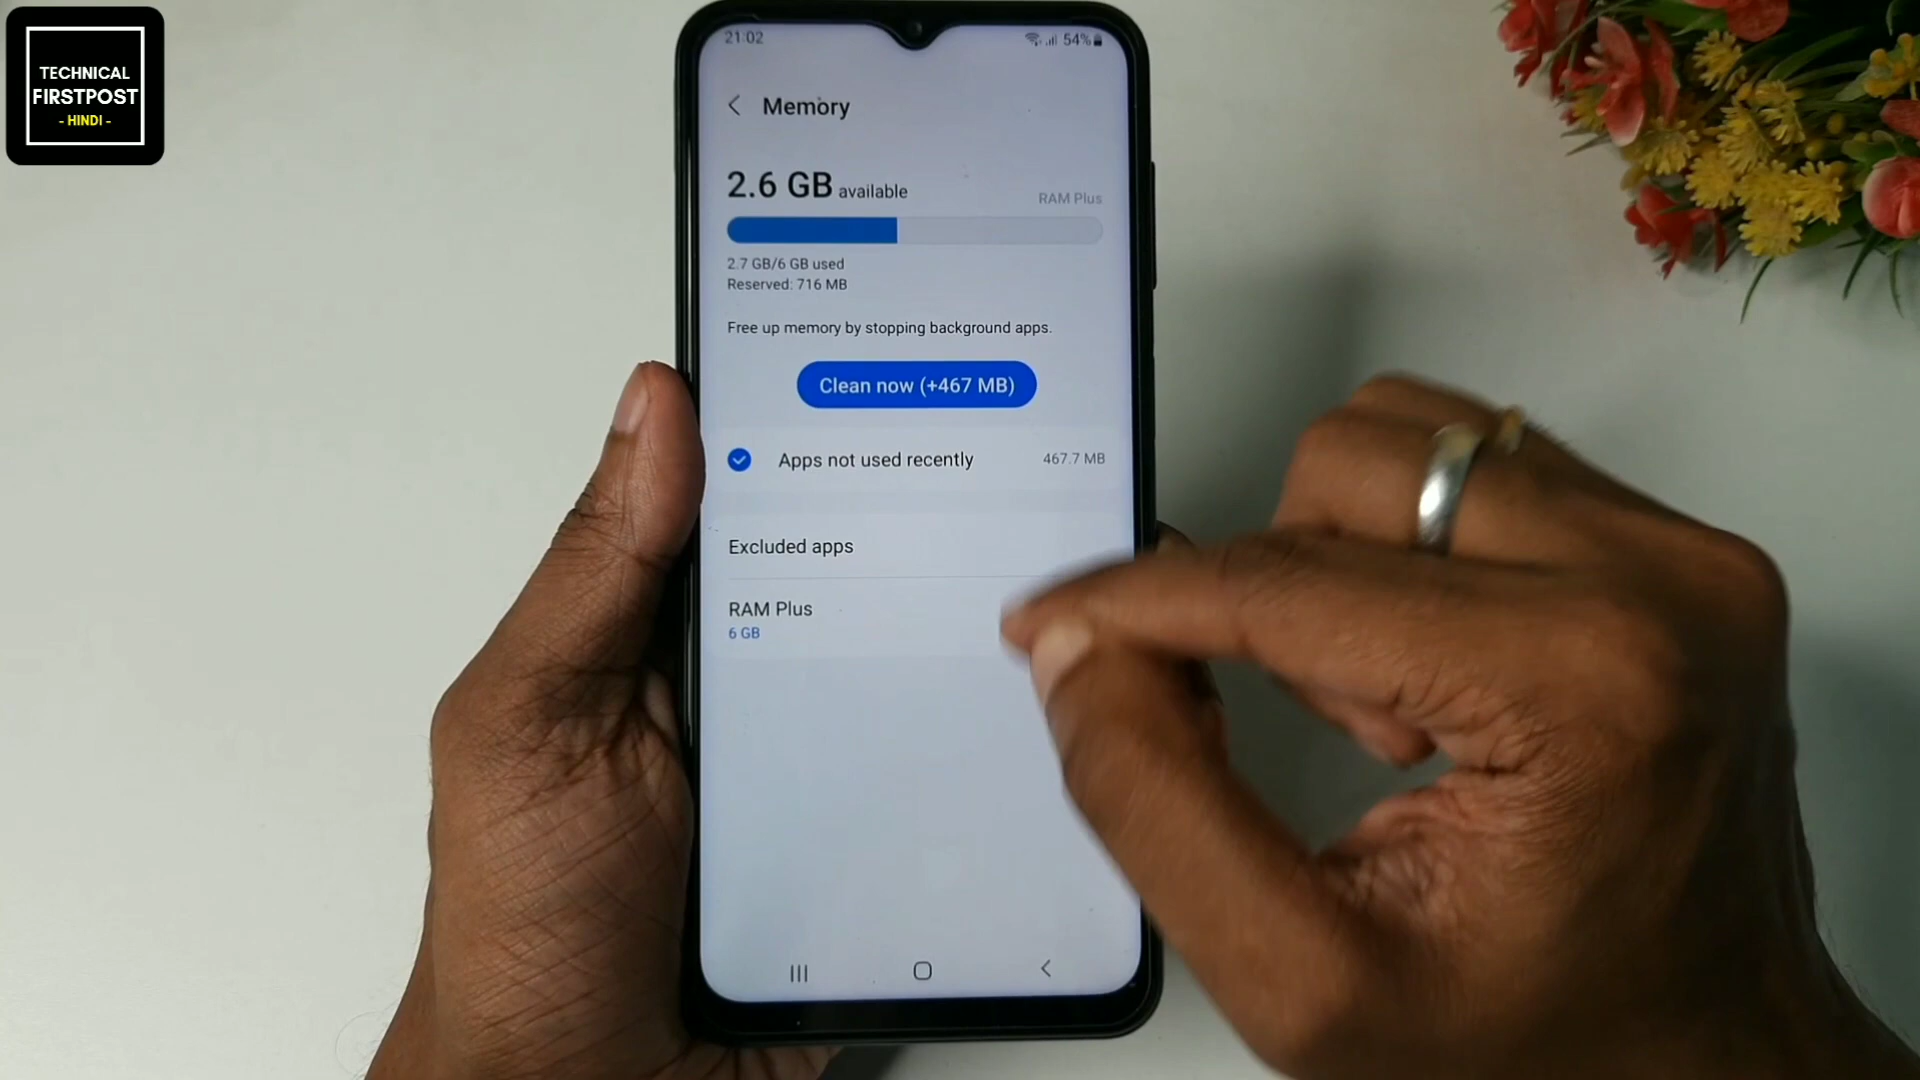 TECHNICAL
FIRSTPOST
- HINDI -
21:02
54%
Memory
2.6 GB available
RAM Plus
2.7 GB/6 GB used
Reserved: 716 MB
Free up memory by stopping background apps.
Clean now (+467 MB)
Apps not used recently 467.7 MB
Excluded apps
RAM Plus
6 GB